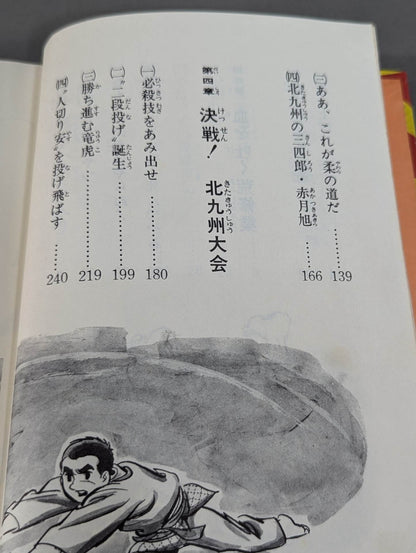 (三)ああ、これが柔の道だ………139
(四)北九州の三四郎・赤月旭……166
第四章 決戦! 北九州大会
(一)必殺技をあみ出せ………180
(二)〝二段投げ〟誕生………199
(三)勝ち進む竜虎………219
(四)〝人切り安〟を投げ飛ばす………240